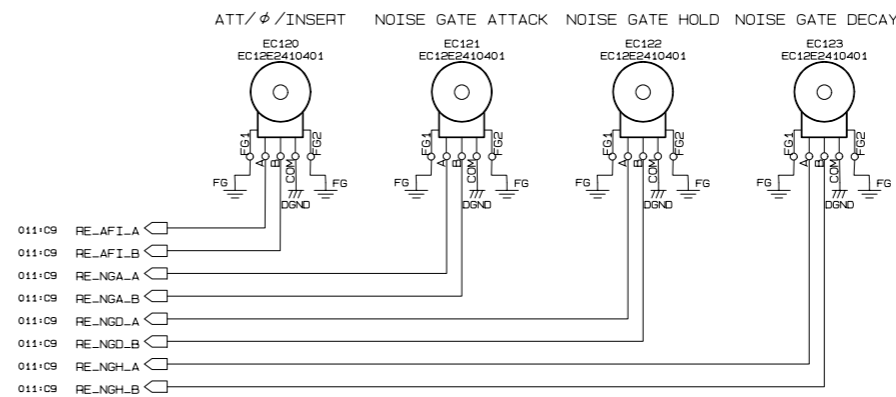 ATT/ϕ/INSERT NOISE GATE ATTACK NOISE GATE HOLD NOISE GATE DECAY
EC120 EC121 EC122 EC123
EC12E2410401 EC12E2410401 EC12E2410401 EC12E2410401
FG1 FG2 FG1 FG2 FG1 FG2 FG1 FG2
A B COM A B COM A B COM A B COM
FG FG FG FG FG FG FG FG
DGND DGND DGND DGND
011:C9 RE_AFI_A
011:C9 RE_AFI_B
011:C9 RE_NGA_A
011:C9 RE_NGA_B
011:C9 RE_NGD_A
011:C9 RE_NGD_B
011:C9 RE_NGH_A
011:C9 RE_NGH_B